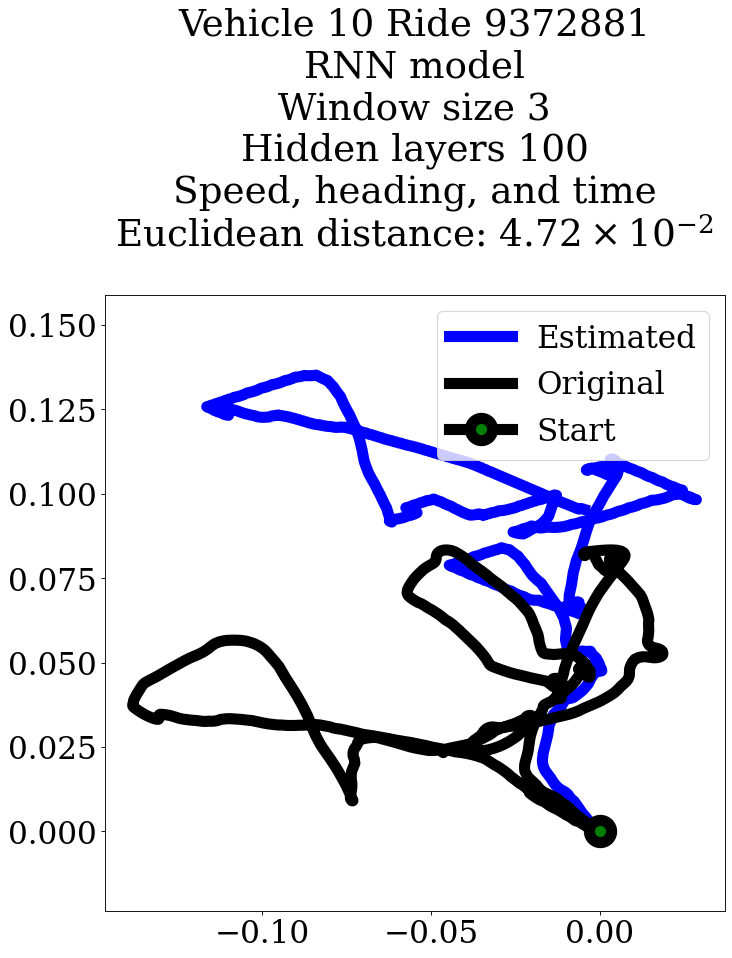 Vehicle 10 Ride 9372881
RNN model
Window size 3
Hidden layers 100
Speed, heading, and time
Euclidean distance: 4.72 × 10⁻²
Estimated
Original
Start
0.150
0.125
0.100
0.075
0.050
0.025
0.000
−0.10 −0.05 0.00